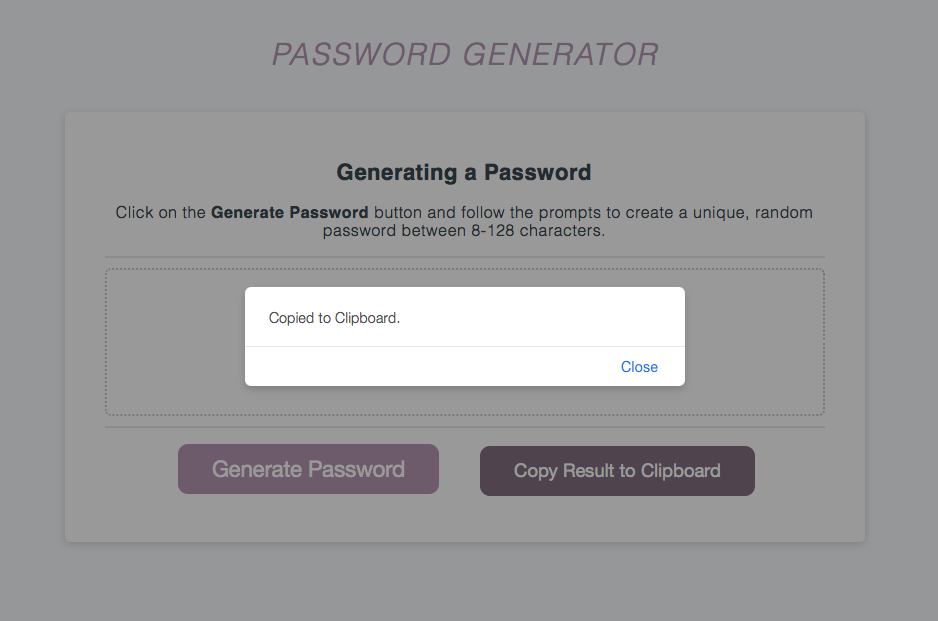 PASSWORD GENERATOR
Generating a Password
Click on the Generate Password button and follow the prompts to create a unique, random
password between 8-128 characters.
Copied to Clipboard.
Close
Generate Password
Copy Result to Clipboard